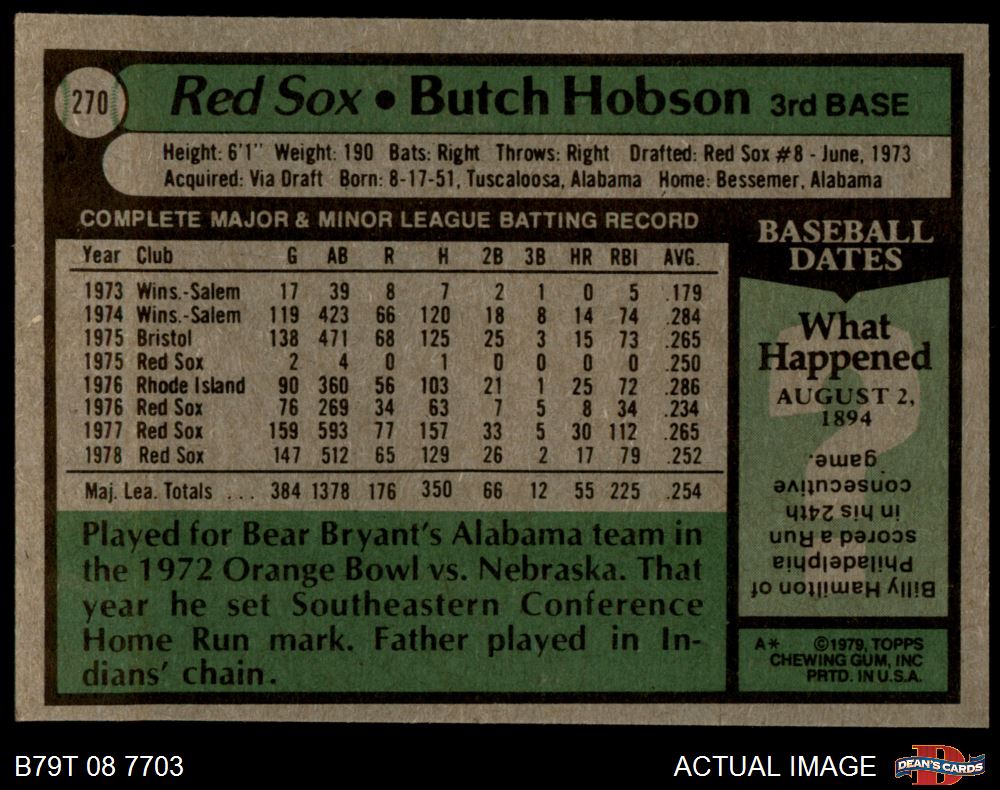 270
Red Sox • Butch Hobson 3rd BASE
Height: 6'1" Weight: 190 Bats: Right Throws: Right Drafted: Red Sox #8 - June, 1973
Acquired: Via Draft Born: 8-17-51, Tuscaloosa, Alabama Home: Bessemer, Alabama
COMPLETE MAJOR & MINOR LEAGUE BATTING RECORD
Year Club G AB R H 2B 3B HR RBI AVG.
1973 Wins.-Salem 17 39 8 7 2 1 0 5 .179
1974 Wins.-Salem 119 423 66 120 18 8 14 74 .284
1975 Bristol 138 471 68 125 25 3 15 73 .265
1975 Red Sox 2 4 0 1 0 0 0 0 .250
1976 Rhode Island 90 360 56 103 21 1 25 72 .286
1976 Red Sox 76 269 34 63 7 5 8 34 .234
1977 Red Sox 159 593 77 157 33 5 30 112 .265
1978 Red Sox 147 512 65 129 26 2 17 79 .252
Maj. Lea. Totals ... 384 1378 176 350 66 12 55 225 .254
Played for Bear Bryant's Alabama team in
the 1972 Orange Bowl vs. Nebraska. That
year he set Southeastern Conference
Home Run mark. Father played in In-
dians' chain.
BASEBALL
DATES
What
Happened
AUGUST 2,
1894
Billy Hamilton of
Philadelphia
scored a Run
in his 24th
consecutive
game.
A* ©1979, TOPPS
CHEWING GUM, INC
PRTD. IN U.S.A.
B79T 08 7703
ACTUAL IMAGE
D
DEAN'S CARDS